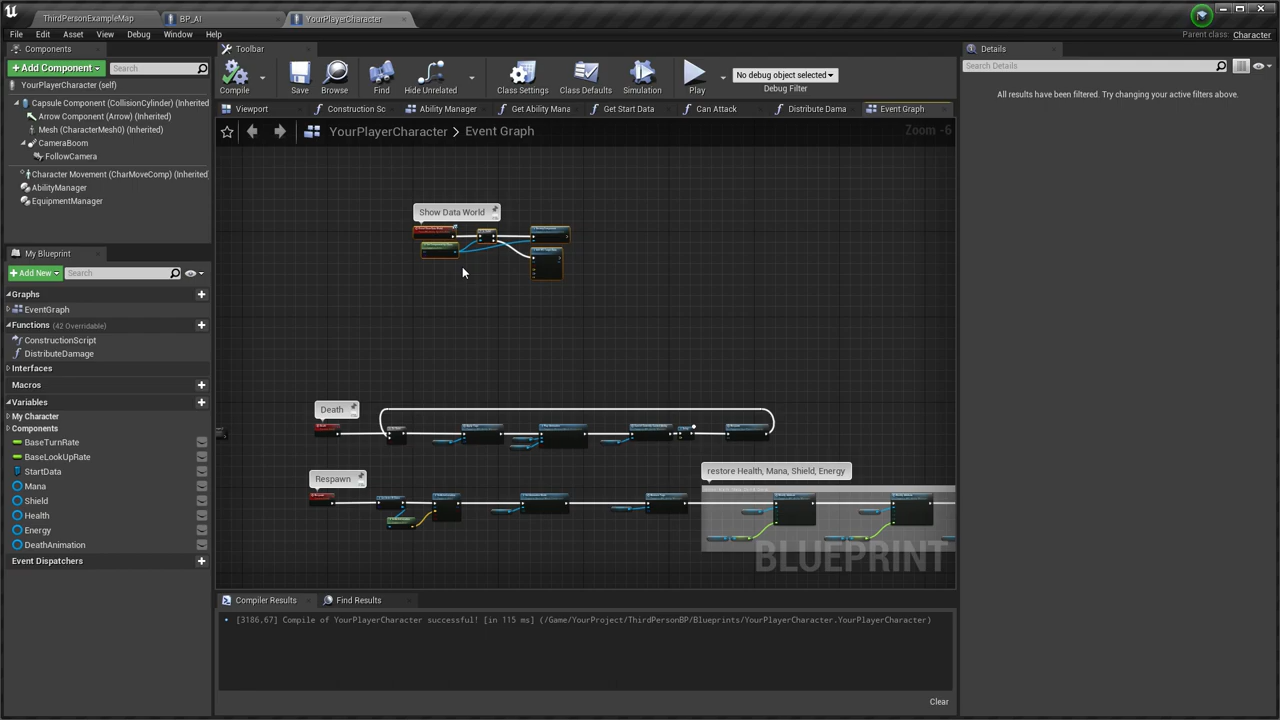 ThirdPersonExampleMap
BP_AI
YourPlayerCharacter
File Edit Asset View Debug Window Help
Parent class: Character
Components
+ Add Component
Search
YourPlayerCharacter (self)
Capsule Component (CollisionCylinder) (Inherited)
Arrow Component (Arrow) (Inherited)
Mesh (CharacterMesh0) (Inherited)
CameraBoom
FollowCamera
Character Movement (CharMoveComp) (Inherited)
AbilityManager
EquipmentManager
My Blueprint
+ Add New
Search
Graphs
EventGraph
Functions (42 Overridable)
ConstructionScript
DistributeDamage
Interfaces
Macros
Variables
My Character
Components
BaseTurnRate
BaseLookUpRate
StartData
Mana
Shield
Health
Energy
DeathAnimation
Event Dispatchers
Toolbar
Compile
Save
Browse
Find
Hide Unrelated
Class Settings
Class Defaults
Simulation
Play
No debug object selected
Debug Filter
Viewport
Construction Sc
Ability Manager
Get Ability Mana
Get Start Data
Can Attack
Distribute Dama
Event Graph
YourPlayerCharacter > Event Graph
Zoom -6
Show Data World
Death
Respawn
restore Health, Mana, Shield, Energy
BLUEPRINT
Compiler Results
Find Results
[3186.67] Compile of YourPlayerCharacter successful! [in 115 ms] (/Game/YourProject/ThirdPersonBP/Blueprints/YourPlayerCharacter.YourPlayerCharacter)
Clear
Details
Search Details
All results have been filtered. Try changing your active filters above.